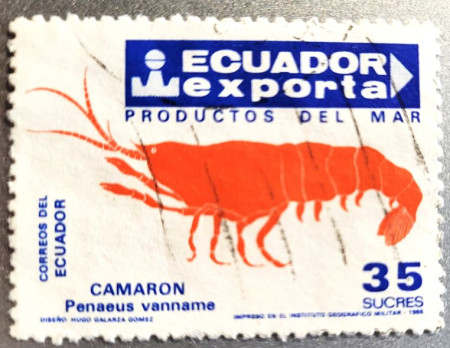 ECUADOR
exporta
PRODUCTOS DEL MAR
CORREOS DEL
ECUADOR
CAMARON
Penaeus vanname
DISEÑO: HUGO GALARZA GOMEZ
35
SUCRES
IMPRESO EN EL INSTITUTO GEOGRAFICO MILITAR - 1986